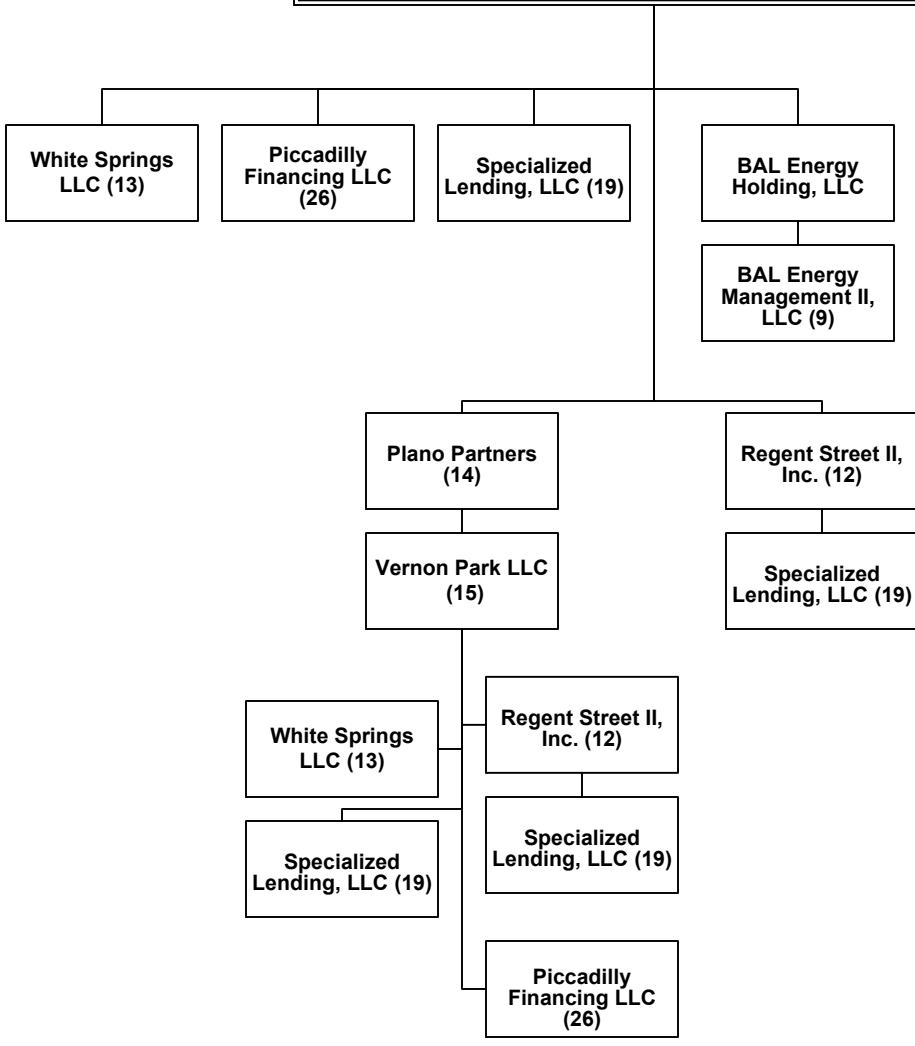 White Springs
LLC (13)
Piccadilly
Financing LLC
(26)
Specialized
Lending, LLC (19)
BAL Energy
Holding, LLC
BAL Energy
Management II,
LLC (9)
Plano Partners
(14)
Regent Street II,
Inc. (12)
Vernon Park LLC
(15)
Specialized
Lending, LLC (19)
White Springs
LLC (13)
Regent Street II,
Inc. (12)
Specialized
Lending, LLC (19)
Specialized
Lending, LLC (19)
Piccadilly
Financing LLC
(26)